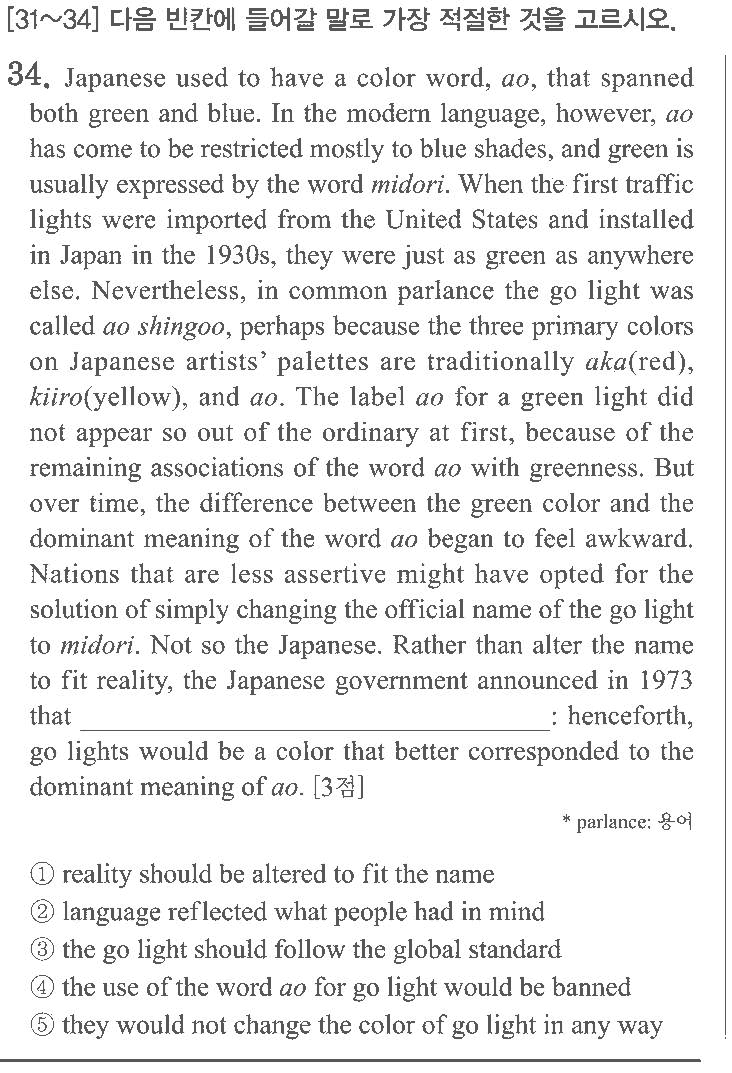 [31～34] 다음 빈칸에 들어갈 말로 가장 적절한 것을 고르시오.
34. Japanese used to have a color word, ao, that spanned
both green and blue. In the modern language, however, ao
has come to be restricted mostly to blue shades, and green is
usually expressed by the word midori. When the first traffic
lights were imported from the United States and installed
in Japan in the 1930s, they were just as green as anywhere
else. Nevertheless, in common parlance the go light was
called ao shingoo, perhaps because the three primary colors
on Japanese artists’ palettes are traditionally aka(red),
kiiro(yellow), and ao. The label ao for a green light did
not appear so out of the ordinary at first, because of the
remaining associations of the word ao with greenness. But
over time, the difference between the green color and the
dominant meaning of the word ao began to feel awkward.
Nations that are less assertive might have opted for the
solution of simply changing the official name of the go light
to midori. Not so the Japanese. Rather than alter the name
to fit reality, the Japanese government announced in 1973
that ______________________________: henceforth,
go lights would be a color that better corresponded to the
dominant meaning of ao. [3점]
* parlance: 용어
① reality should be altered to fit the name
② language reflected what people had in mind
③ the go light should follow the global standard
④ the use of the word ao for go light would be banned
⑤ they would not change the color of go light in any way